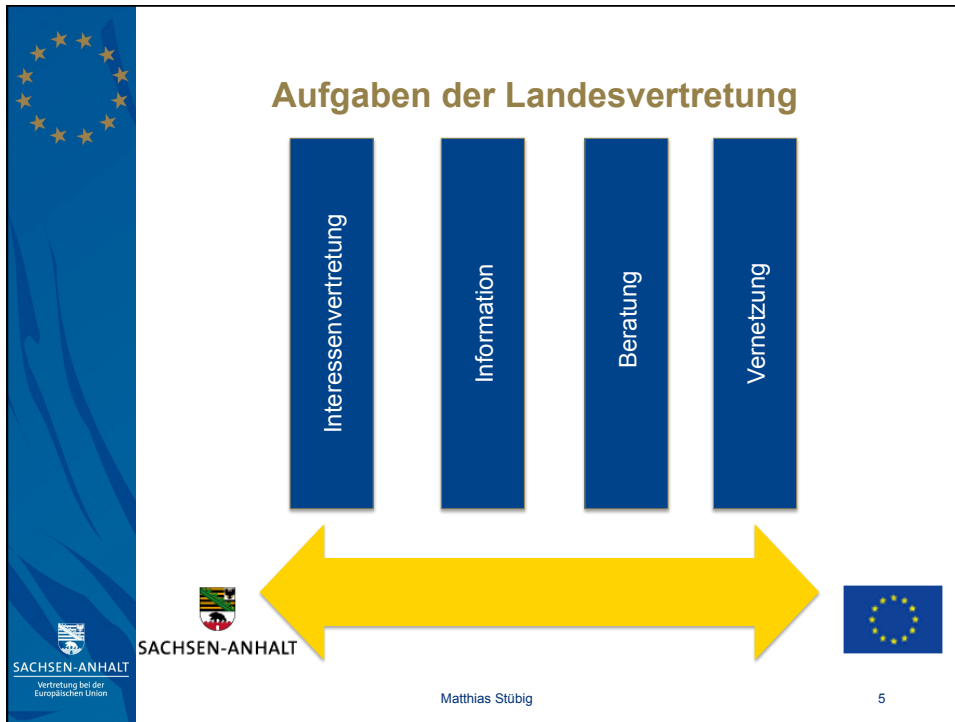 Aufgaben der Landesvertretung
Interessenvertretung
Information
Beratung
Vernetzung
SACHSEN-ANHALT
SACHSEN-ANHALT
Vertretung bei der
Europäischen Union
Matthias Stübig
5